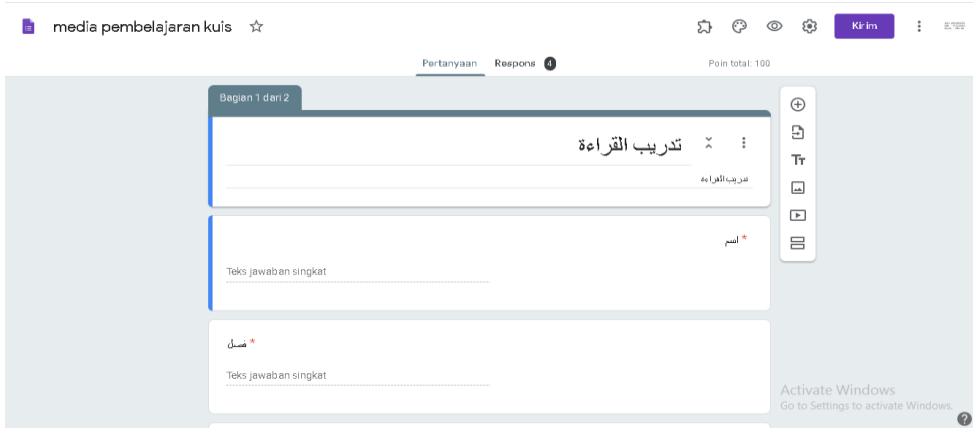 media pembelajaran kuis
Kirim
Pertanyaan Respons 4
Poin total: 100
Bagian 1 dari 2
تدريب القراءة
تدريب القراءة
اسم *
Teks jawaban singkat
فصل *
Teks jawaban singkat
Activate Windows
Go to Settings to activate Windows.